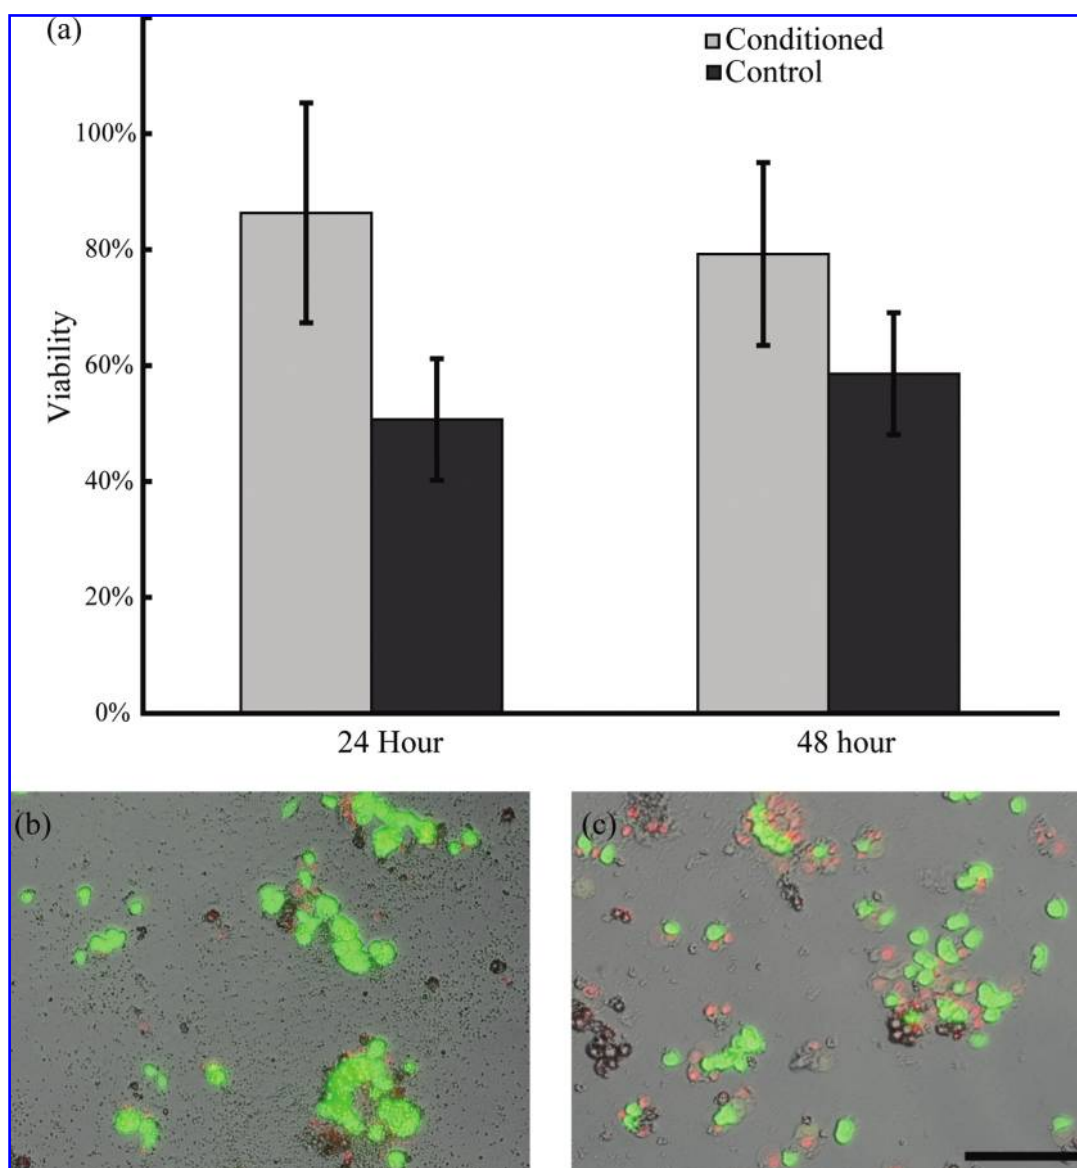 (a)
Conditioned
Control
100%
80%
60%
40%
20%
0%
Viability
24 Hour
48 hour
(b)
(c)